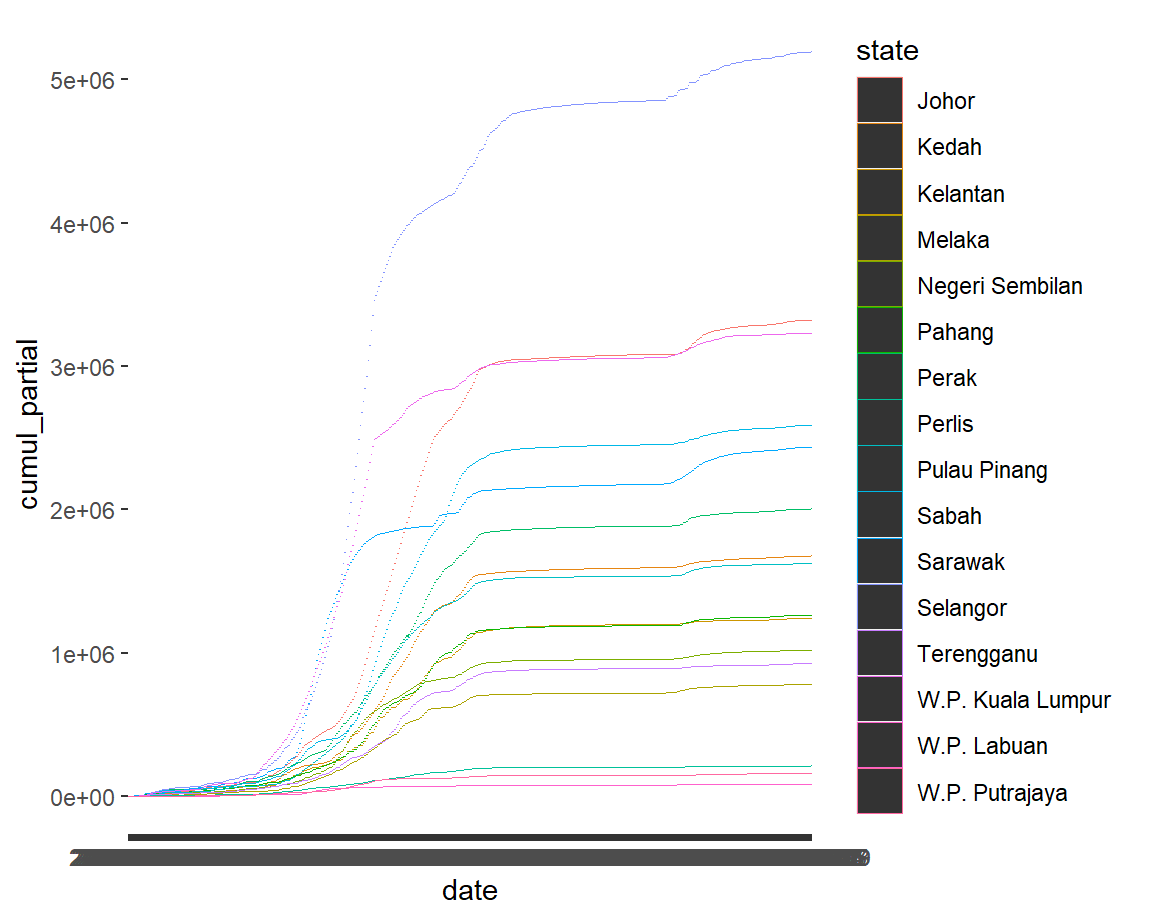 5e+06
4e+06
3e+06
2e+06
1e+06
0e+00
cumul_partial
date
state
Johor
Kedah
Kelantan
Melaka
Negeri Sembilan
Pahang
Perak
Perlis
Pulau Pinang
Sabah
Sarawak
Selangor
Terengganu
W.P. Kuala Lumpur
W.P. Labuan
W.P. Putrajaya